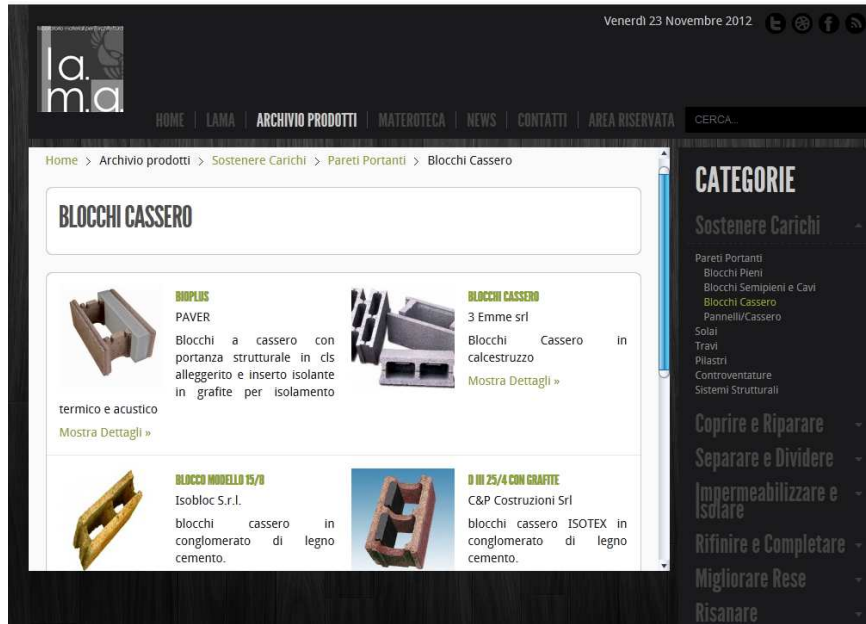 Venerdì 23 Novembre 2012
la.
m.a.
HOME | LAMA | ARCHIVIO PRODOTTI | MATEROTECA | NEWS | CONTATTI | AREA RISERVATA
CERCA...
Home > Archivio prodotti > Sostenere Carichi > Pareti Portanti > Blocchi Cassero
BLOCCHI CASSERO
BIOPLUS
PAVER
Blocchi a cassero con
portanza strutturale in cls
alleggerito e inserto isolante
in grafite per isolamento
termico e acustico
Mostra Dettagli »
BLOCCHI CASSERO
3 Emme srl
Blocchi Cassero in
calcestruzzo
Mostra Dettagli »
BLOCCO MODELLO 15/8
Isobloc S.r.l.
blocchi cassero in
conglomerato di legno
cemento.
D III 25/4 CON GRAFITE
C&P Costruzioni Srl
blocchi cassero ISOTEX in
conglomerato di legno
cemento.
CATEGORIE
Sostenere Carichi
Pareti Portanti
Blocchi Pieni
Blocchi Semipieni e Cavi
Blocchi Cassero
Pannelli/Cassero
Solai
Travi
Pilastri
Controventature
Sistemi Strutturali
Coprire e Riparare
Separare e Dividere
Impermeabilizzare e
Isolare
Rifinire e Completare
Migliorare Rese
Risanare